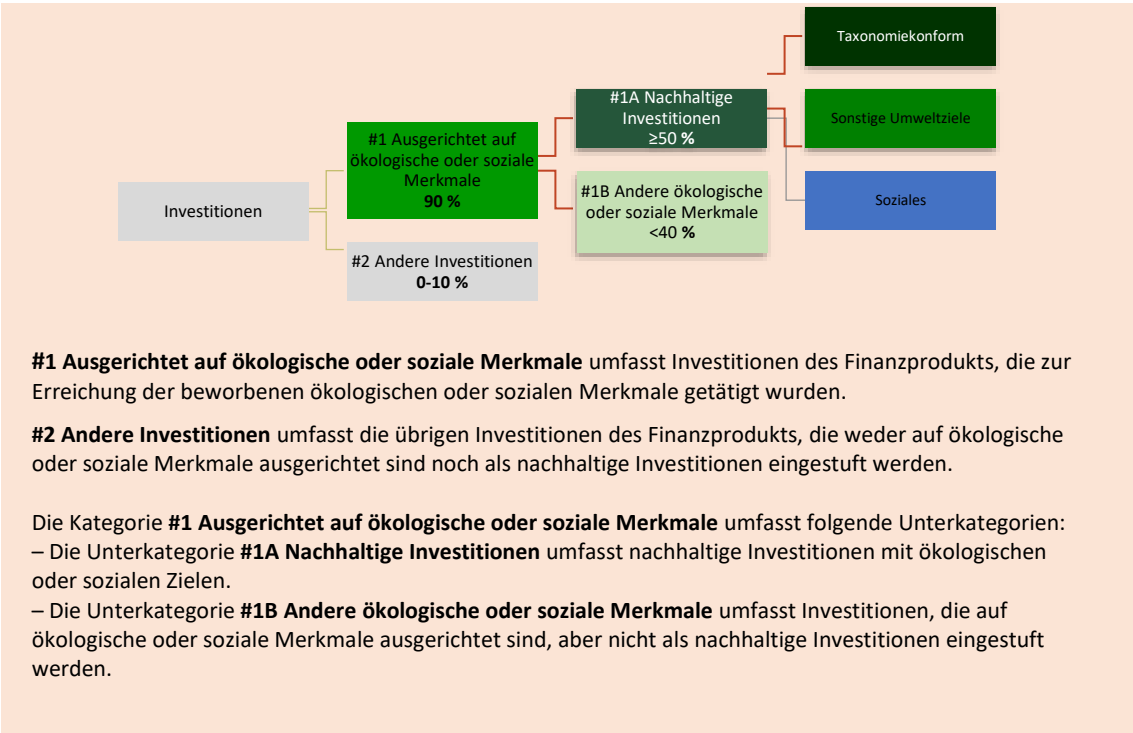 Taxonomiekonform
#1A Nachhaltige
Investitionen
≥50 %
Sonstige Umweltziele
#1 Ausgerichtet auf
ökologische oder soziale
Merkmale
90 %
#1B Andere ökologische
oder soziale Merkmale
<40 %
Soziales
Investitionen
#2 Andere Investitionen
0-10 %
#1 Ausgerichtet auf ökologische oder soziale Merkmale umfasst Investitionen des Finanzprodukts, die zur
Erreichung der beworbenen ökologischen oder sozialen Merkmale getätigt wurden.
#2 Andere Investitionen umfasst die übrigen Investitionen des Finanzprodukts, die weder auf ökologische
oder soziale Merkmale ausgerichtet sind noch als nachhaltige Investitionen eingestuft werden.
Die Kategorie #1 Ausgerichtet auf ökologische oder soziale Merkmale umfasst folgende Unterkategorien:
– Die Unterkategorie #1A Nachhaltige Investitionen umfasst nachhaltige Investitionen mit ökologischen
oder sozialen Zielen.
– Die Unterkategorie #1B Andere ökologische oder soziale Merkmale umfasst Investitionen, die auf
ökologische oder soziale Merkmale ausgerichtet sind, aber nicht als nachhaltige Investitionen eingestuft
werden.